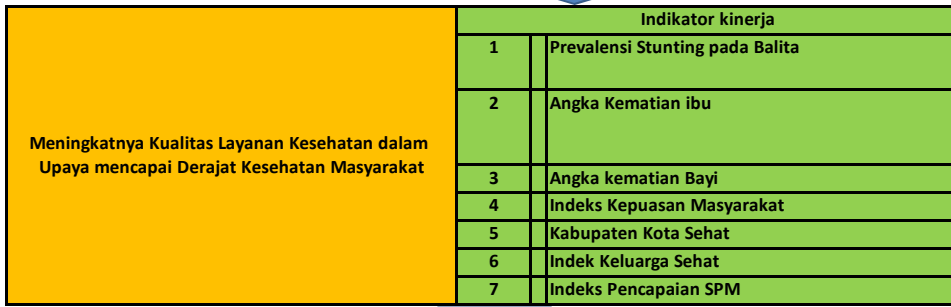 Meningkatnya Kualitas Layanan Kesehatan dalam
Upaya mencapai Derajat Kesehatan Masyarakat
Indikator kinerja
1 Prevalensi Stunting pada Balita
2 Angka Kematian ibu
3 Angka kematian Bayi
4 Indeks Kepuasan Masyarakat
5 Kabupaten Kota Sehat
6 Indek Keluarga Sehat
7 Indeks Pencapaian SPM